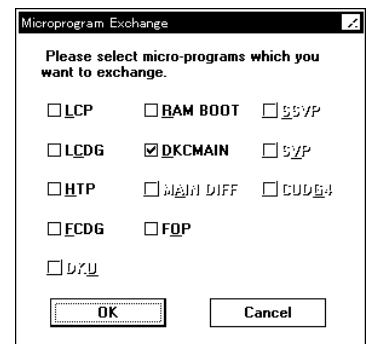 Microprogram Exchange
Please select micro-programs which you
want to exchange.
LCP RAM BOOT SSVP
LCDG DKCMAIN SVP
HTP MAIN DIFF CUDG4
FCDG FOP
DKU
OK Cancel